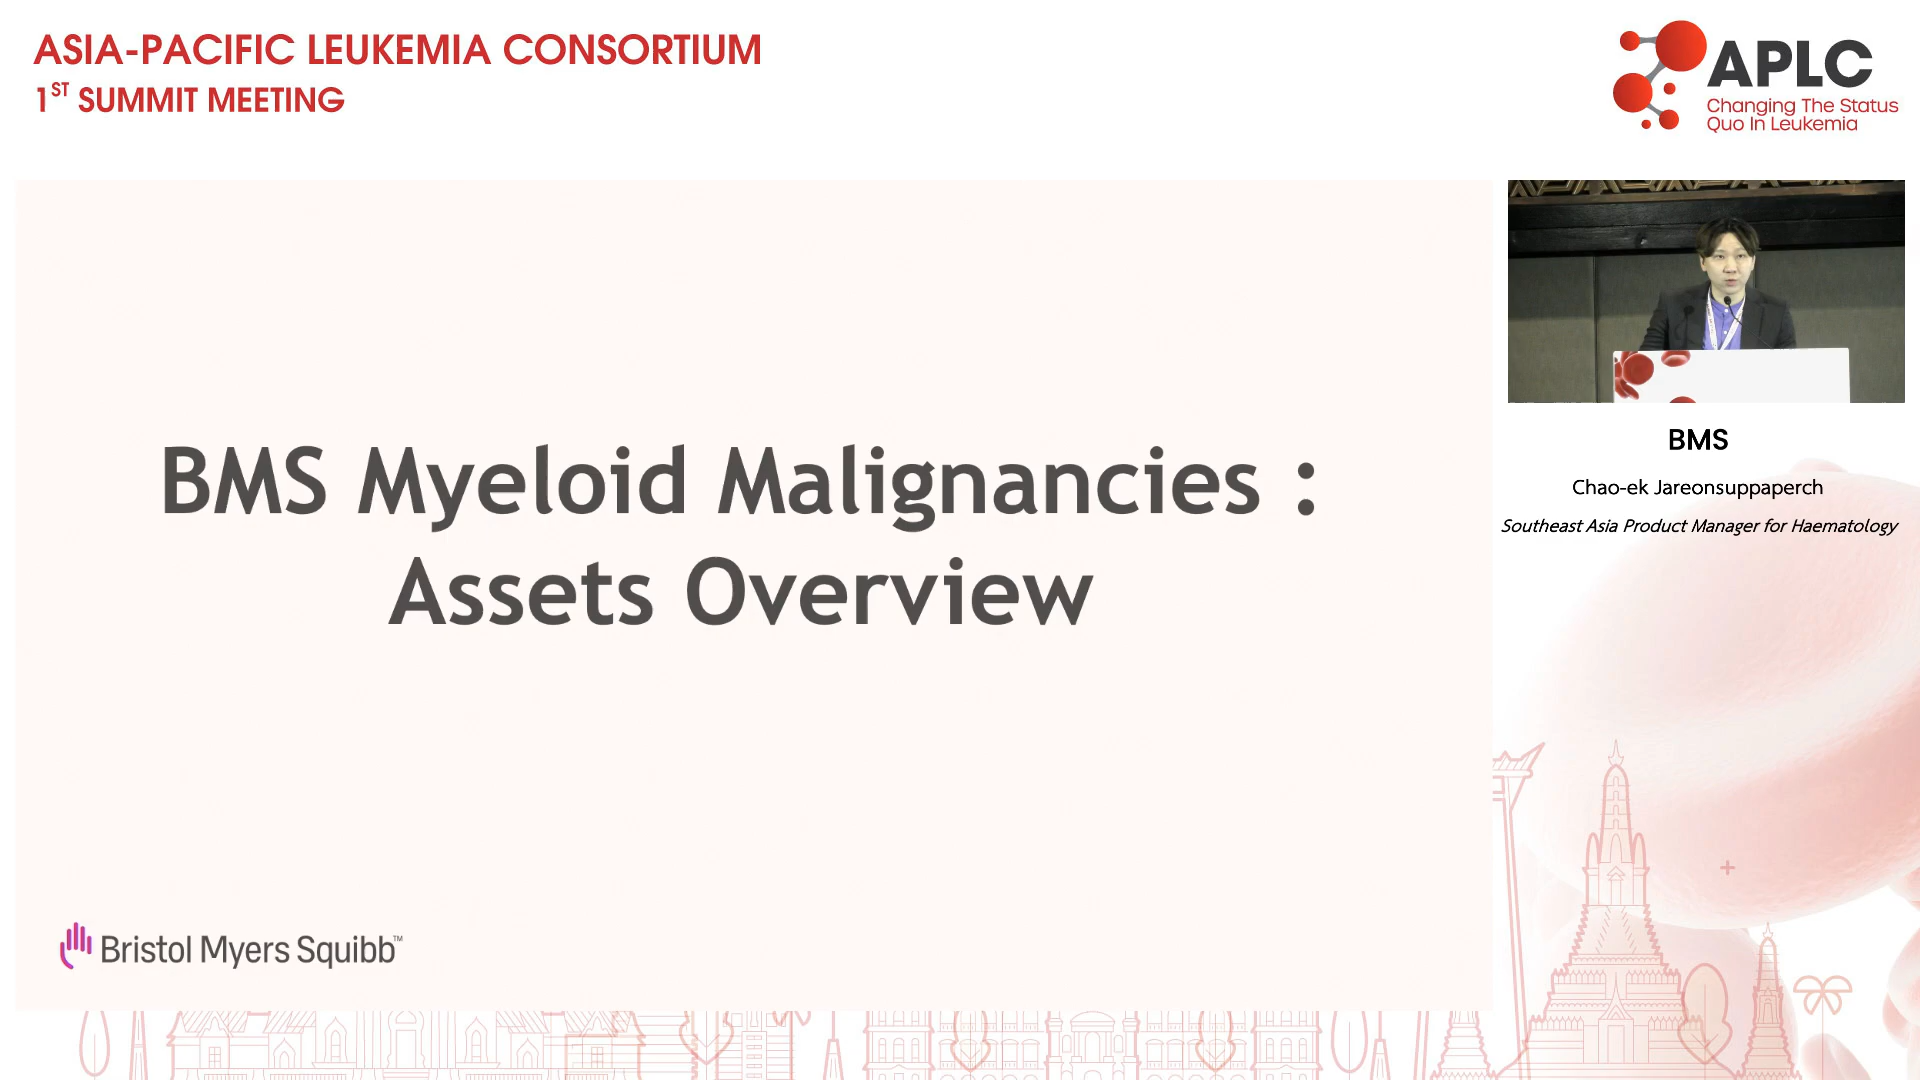 ASIA-PACIFIC LEUKEMIA CONSORTIUM
1ST SUMMIT MEETING
APLC
Changing The Status
Quo In Leukemia
BMS Myeloid Malignancies :
Assets Overview
Bristol Myers Squibb™
BMS
Chao-ek Jareonsuppaperch
Southeast Asia Product Manager for Haematology